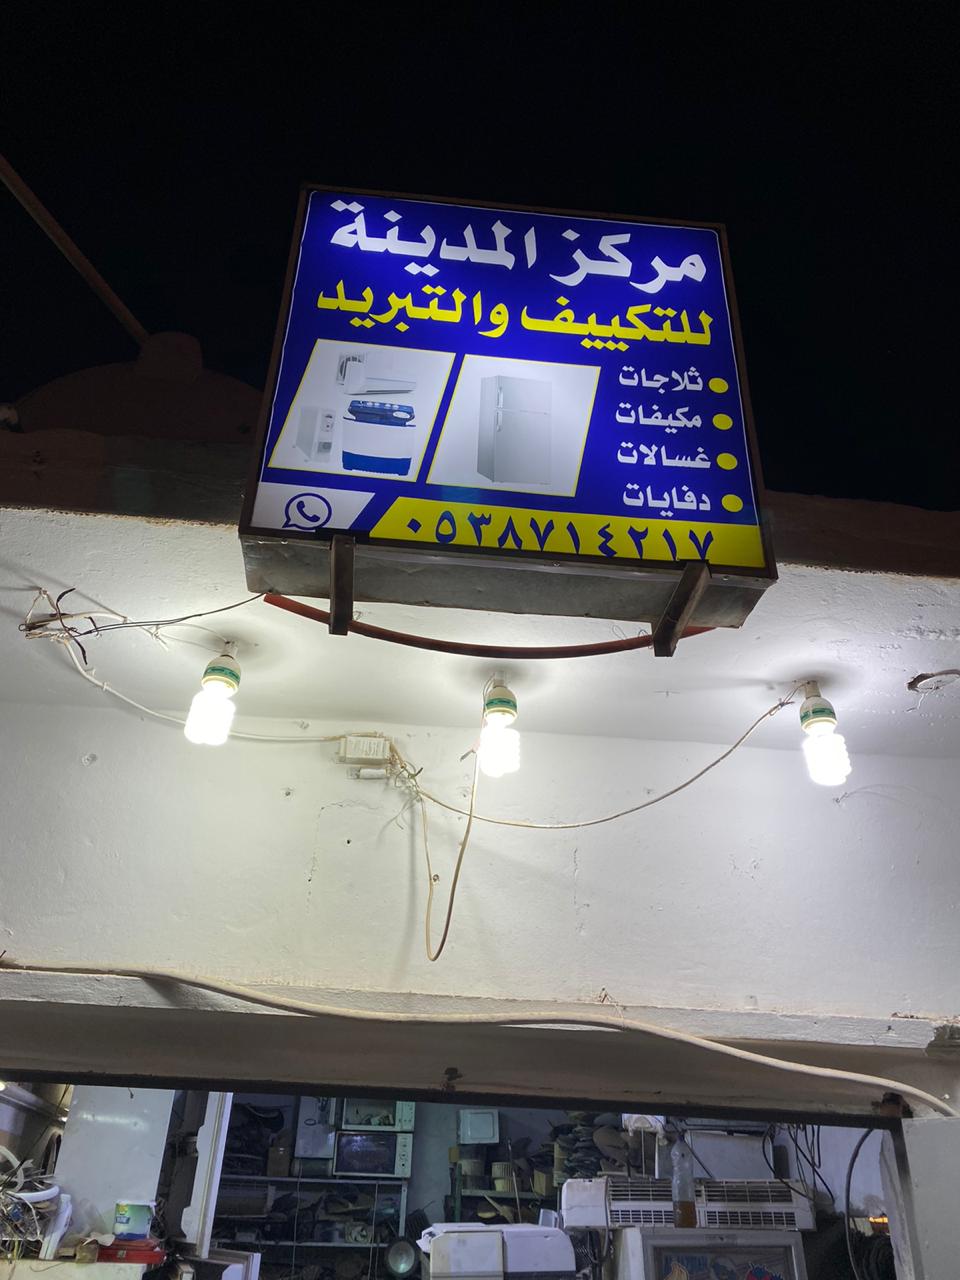 مركز المدينة
للتكييف والتبريد
ثلاجات
مكيفات
غسالات
دفايات
٠٥٣٨٧١٤٢١٧